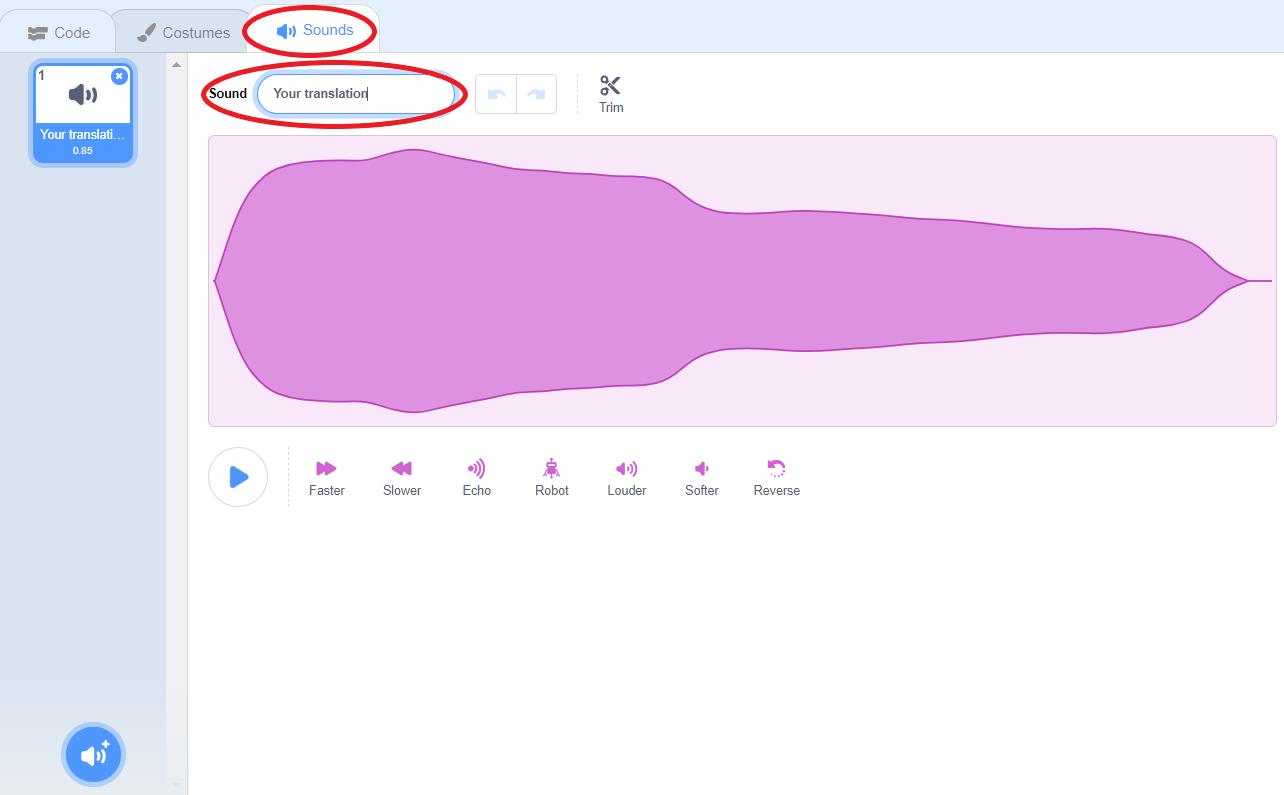 Code
Costumes
Sounds
1
Your translati...
0.85
Sound
Your translation
Trim
Faster
Slower
Echo
Robot
Louder
Softer
Reverse